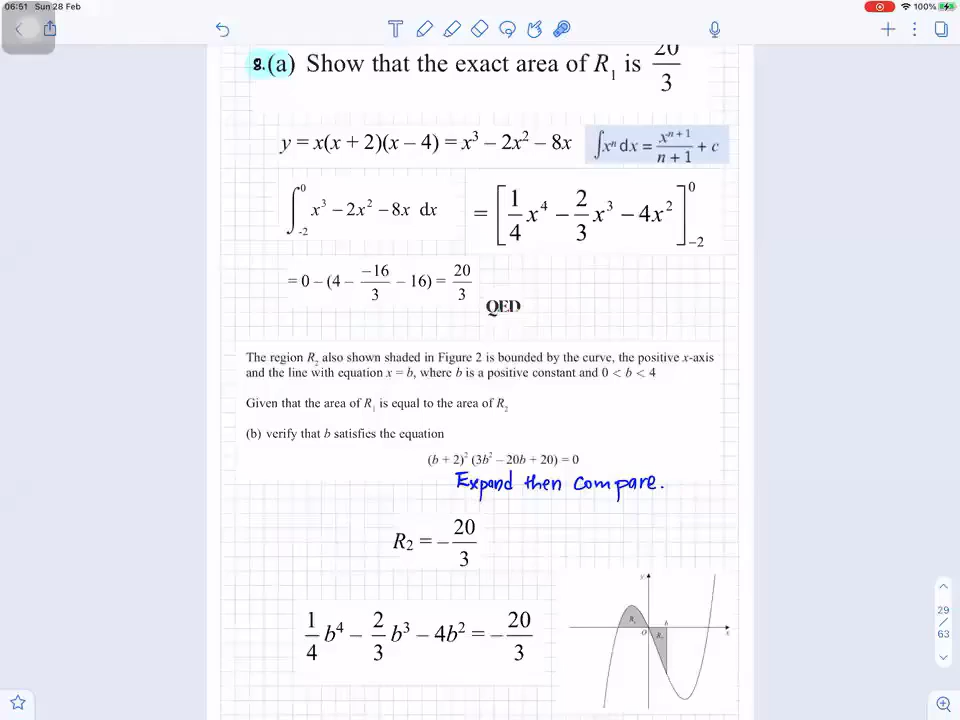 06:51 Sun 28 Feb
100%
8.(a) Show that the exact area of R₁ is 20/3
y = x(x + 2)(x – 4) = x³ – 2x² – 8x
∫xⁿ dx = xⁿ⁺¹/(n + 1) + c
∫₋₂⁰ x³ – 2x² – 8x dx
= [1/4 x⁴ – 2/3 x³ – 4x²]₋₂⁰
= 0 – (4 – –16/3 – 16) = 20/3
QED
The region R₂ also shown shaded in Figure 2 is bounded by the curve, the positive x-axis
and the line with equation x = b, where b is a positive constant and 0 < b < 4
Given that the area of R₁ is equal to the area of R₂
(b) verify that b satisfies the equation
(b + 2)² (3b² – 20b + 20) = 0
Expand then compare.
R₂ = – 20/3
1/4 b⁴ – 2/3 b³ – 4b² = – 20/3
y
R₁
O
b
R₂
x
29
/
63